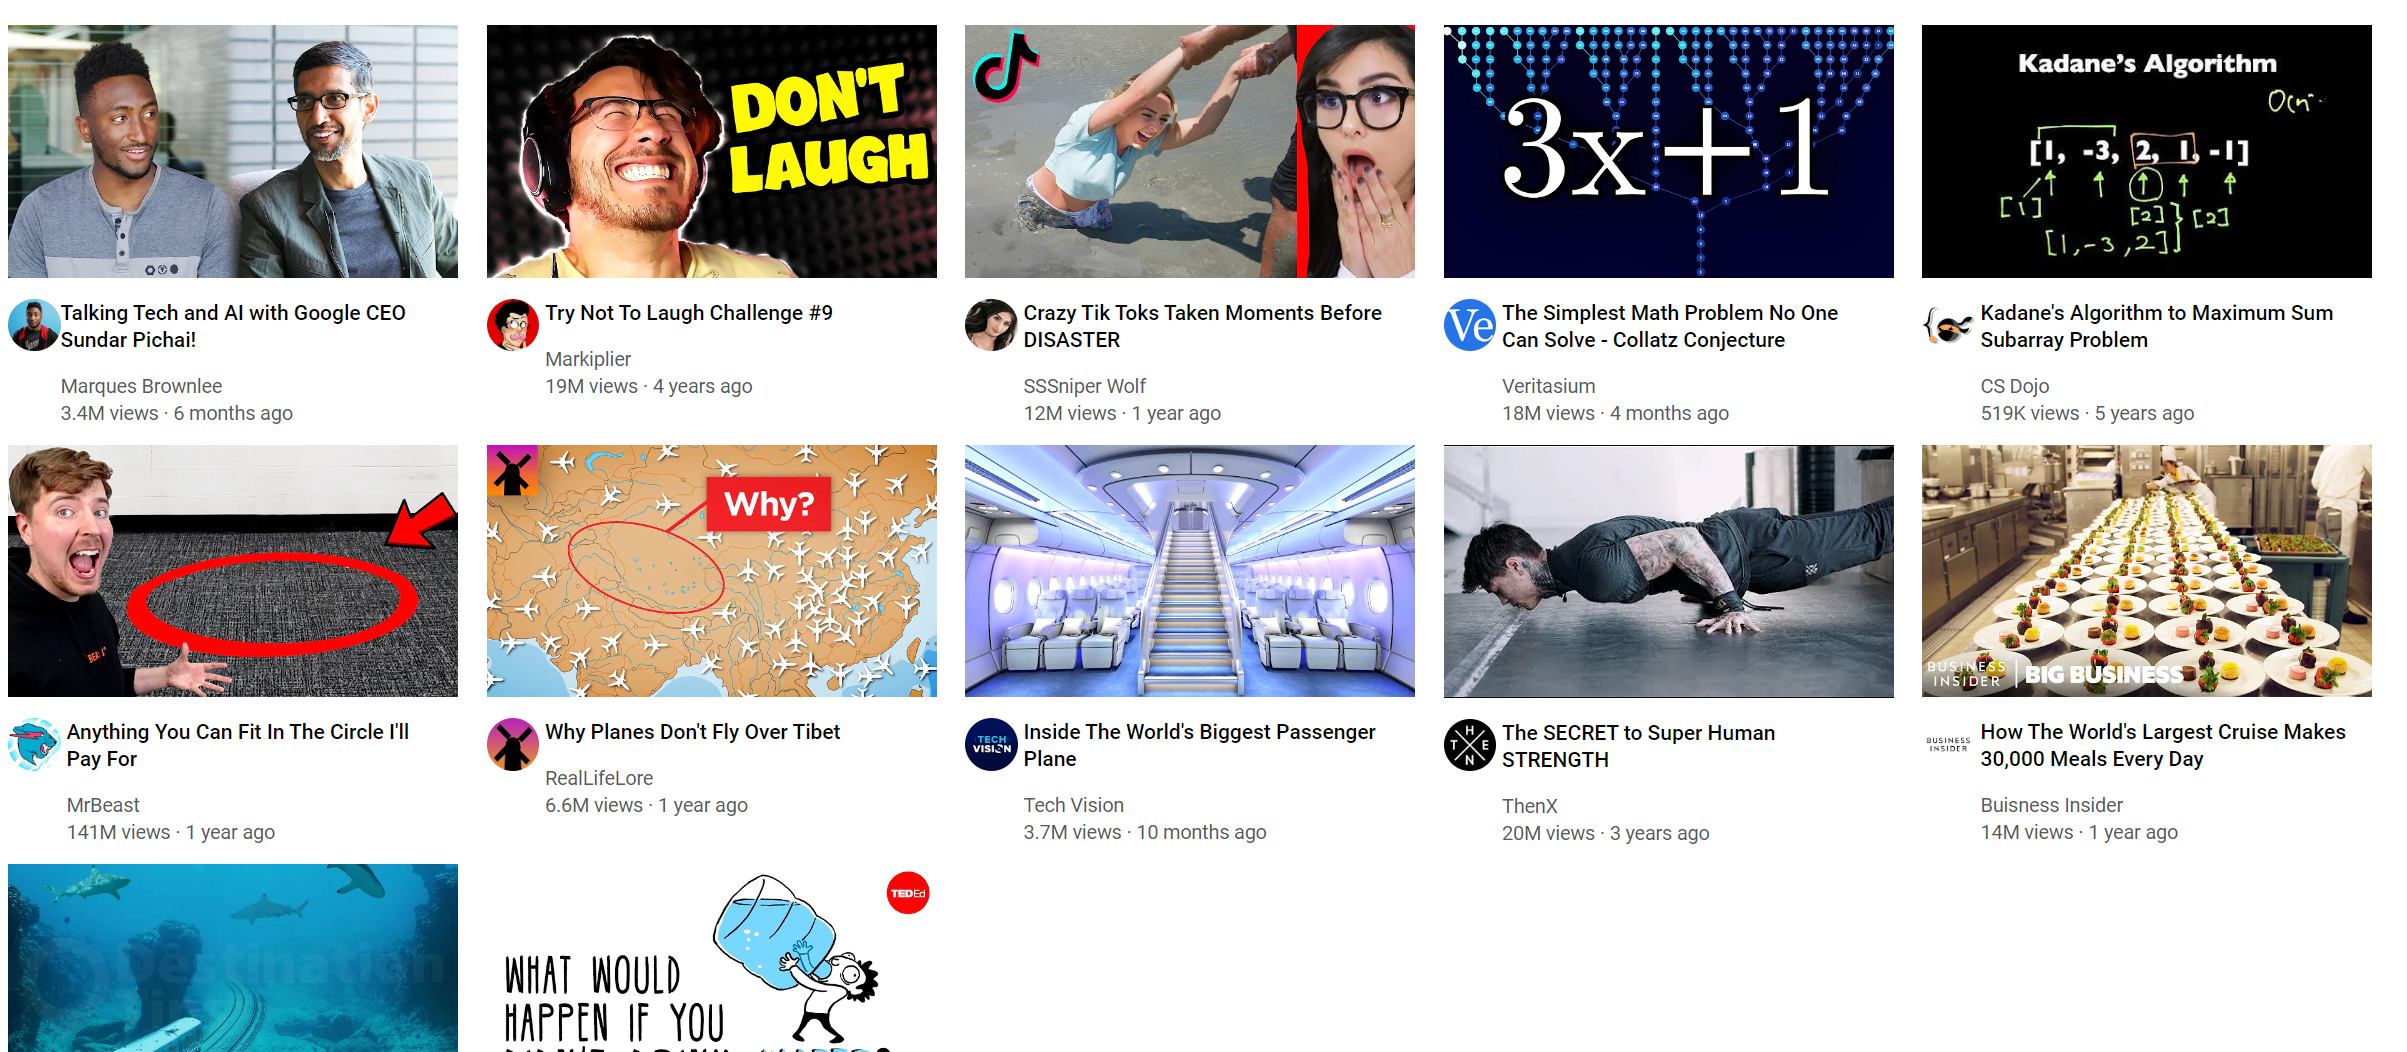 DON'T
LAUGH
3x+1
Kadane's Algorithm
[1, -3, 2, 1, -1]
[1]
[2]
[2]
[1,-3,2]
Talking Tech and AI with Google CEO
Sundar Pichai!
Marques Brownlee
3.4M views · 6 months ago
Try Not To Laugh Challenge #9
Markiplier
19M views · 4 years ago
Crazy Tik Toks Taken Moments Before
DISASTER
SSSniper Wolf
12M views · 1 year ago
Ve
The Simplest Math Problem No One
Can Solve - Collatz Conjecture
Veritasium
18M views · 4 months ago
Kadane's Algorithm to Maximum Sum
Subarray Problem
CS Dojo
519K views · 5 years ago
Why?
BUSINESS
INSIDER
BIG BUSINESS
Anything You Can Fit In The Circle I'll
Pay For
MrBeast
141M views · 1 year ago
Why Planes Don't Fly Over Tibet
RealLifeLore
6.6M views · 1 year ago
TECH
VISION
Inside The World's Biggest Passenger
Plane
Tech Vision
3.7M views · 10 months ago
THEN
The SECRET to Super Human
STRENGTH
ThenX
20M views · 3 years ago
BUSINESS
INSIDER
How The World's Largest Cruise Makes
30,000 Meals Every Day
Buisness Insider
14M views · 1 year ago
Destination
TEDEd
WHAT WOULD
HAPPEN IF YOU